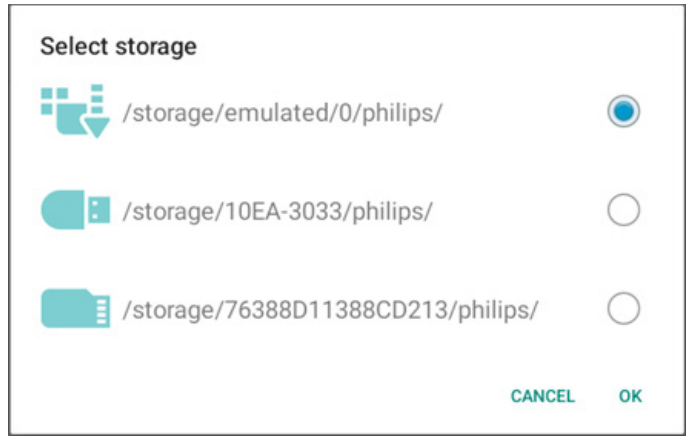 Select storage
/storage/emulated/0/philips/
/storage/10EA-3033/philips/
/storage/76388D11388CD213/philips/
CANCEL OK